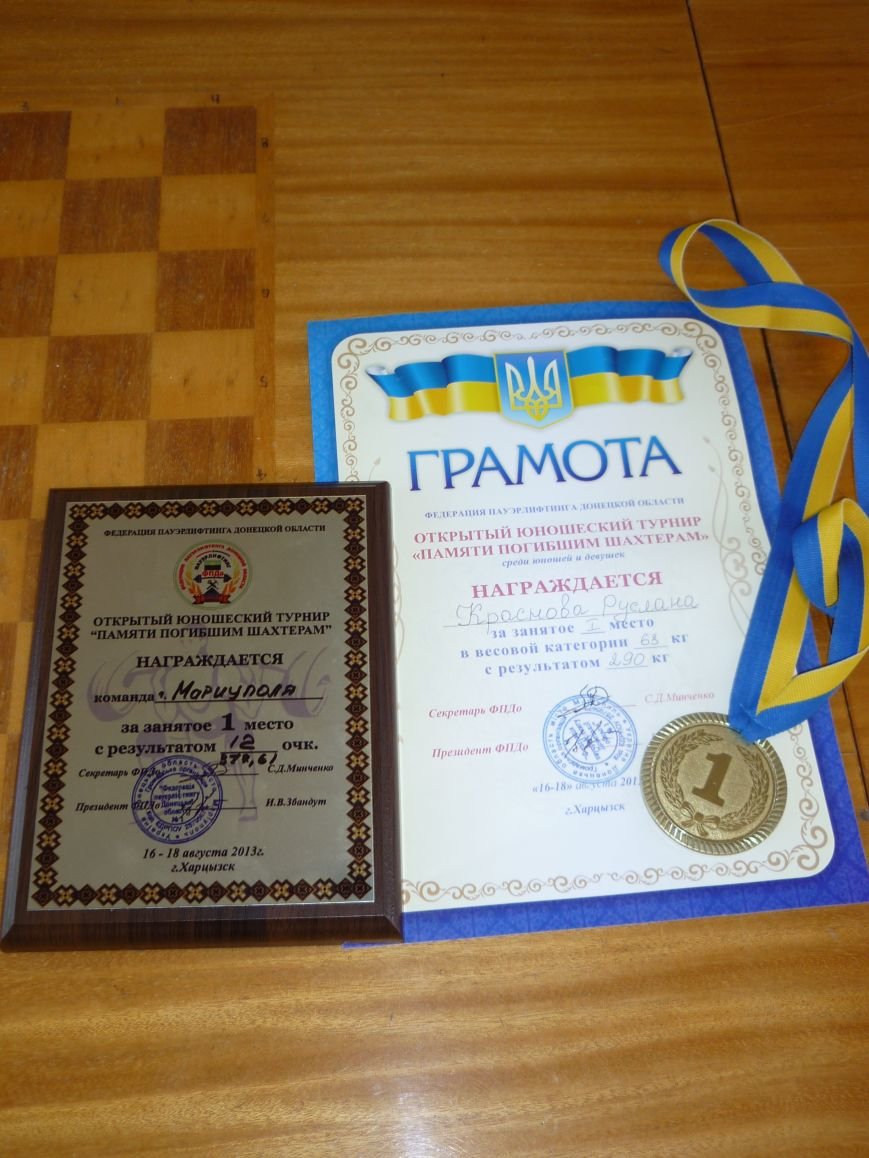 ФЕДЕРАЦИЯ ПАУЭРЛИФТИНГА ДОНЕЦКОЙ ОБЛАСТИ
ПАУЭРЛИФТИНГ
ФПДо
ОТКРЫТЫЙ ЮНОШЕСКИЙ ТУРНИР
"ПАМЯТИ ПОГИБШИМ ШАХТЕРАМ"
НАГРАЖДАЕТСЯ
команда г. Мариуполя
за занятое 1 место
с результатом 12 очк.
Секретарь ФПДо С.Д.Минченко
Президент ФПДо И.В.Збандут
16 - 18 августа 2013г.
г.Харцызск
ГРАМОТА
ФЕДЕРАЦИЯ ПАУЭРЛИФТИНГА ДОНЕЦКОЙ ОБЛАСТИ
ОТКРЫТЫЙ ЮНОШЕСКИЙ ТУРНИР
«ПАМЯТИ ПОГИБШИМ ШАХТЕРАМ»
среди юношей и девушек
НАГРАЖДАЕТСЯ
Краснова Руслана
за занятое I место
в весовой категории 63 кг
с результатом 290 кг
Секретарь ФПДо С.Д.Минченко
Президент ФПДо
«16-18» августа 2013
г.Харцызск
1